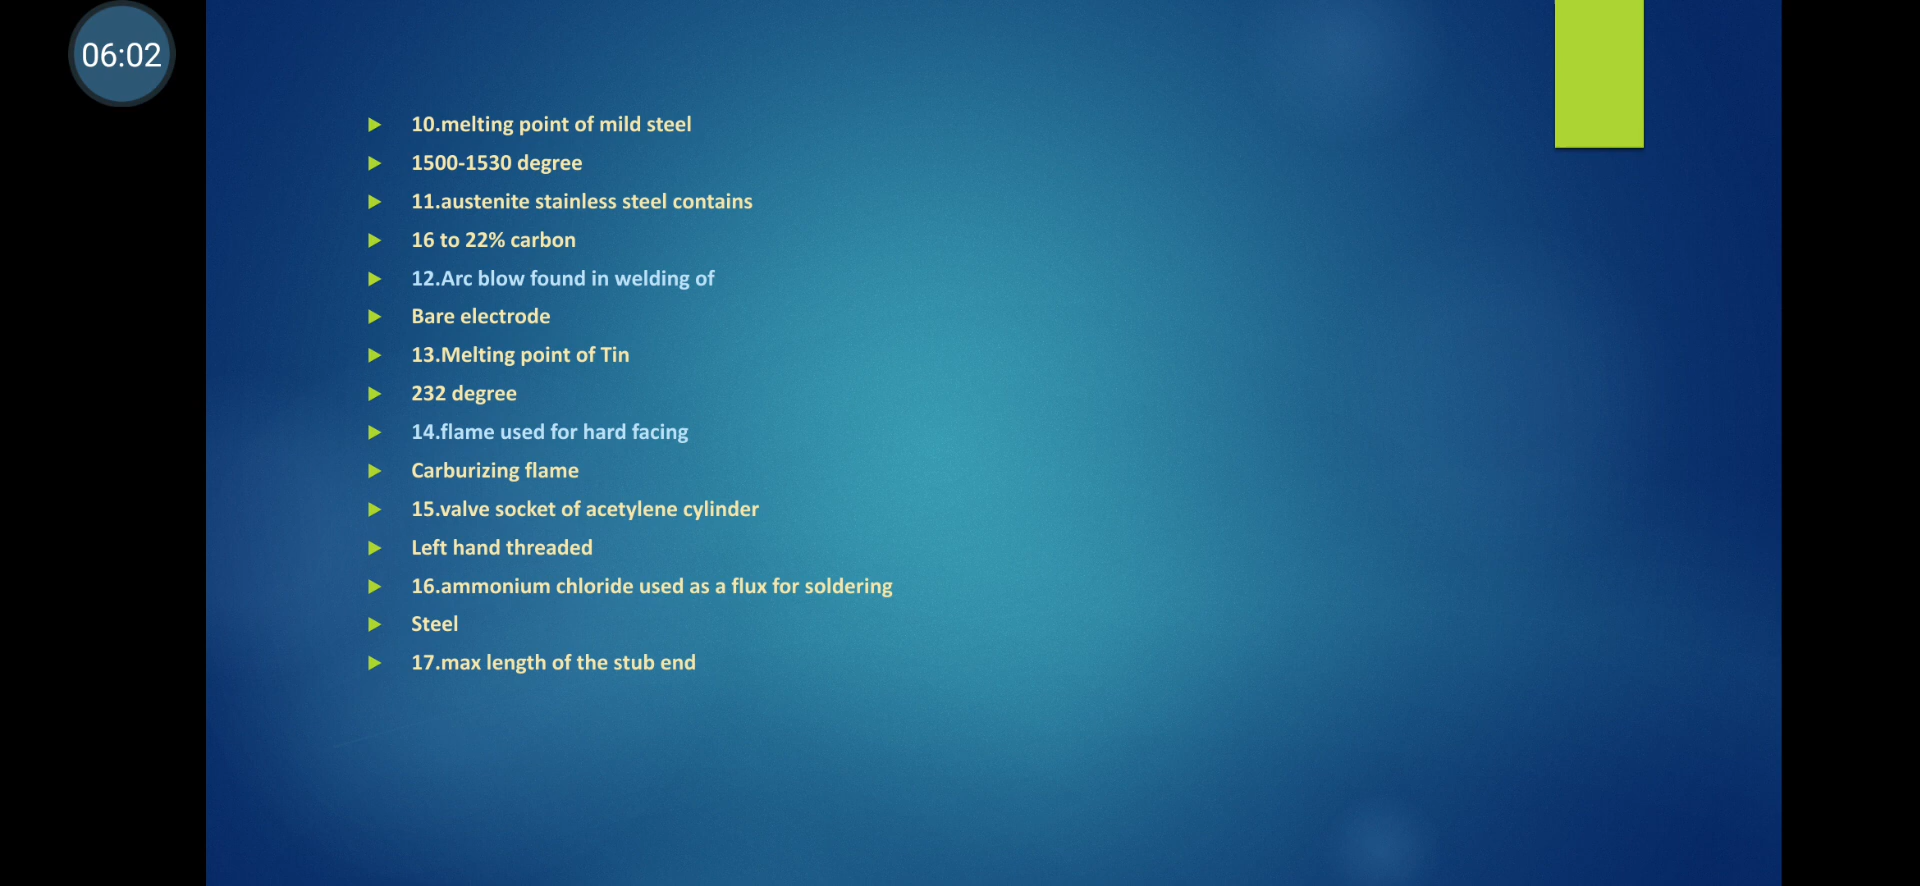 06:02
10.melting point of mild steel
1500-1530 degree
11.austenite stainless steel contains
16 to 22% carbon
12.Arc blow found in welding of
Bare electrode
13.Melting point of Tin
232 degree
14.flame used for hard facing
Carburizing flame
15.valve socket of acetylene cylinder
Left hand threaded
16.ammonium chloride used as a flux for soldering
Steel
17.max length of the stub end